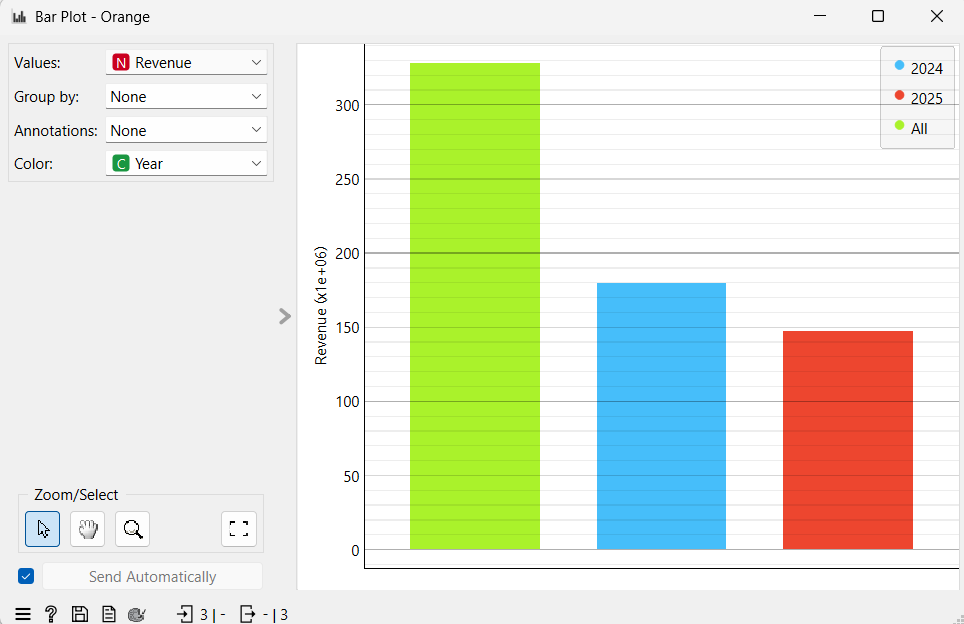 Bar Plot - Orange
Values: N Revenue
Group by: None
Annotations: None
Color: C Year
Zoom/Select
Send Automatically
3 | - - | 3
Revenue (x1e+06)
300
250
200
150
100
50
0
2024
2025
All